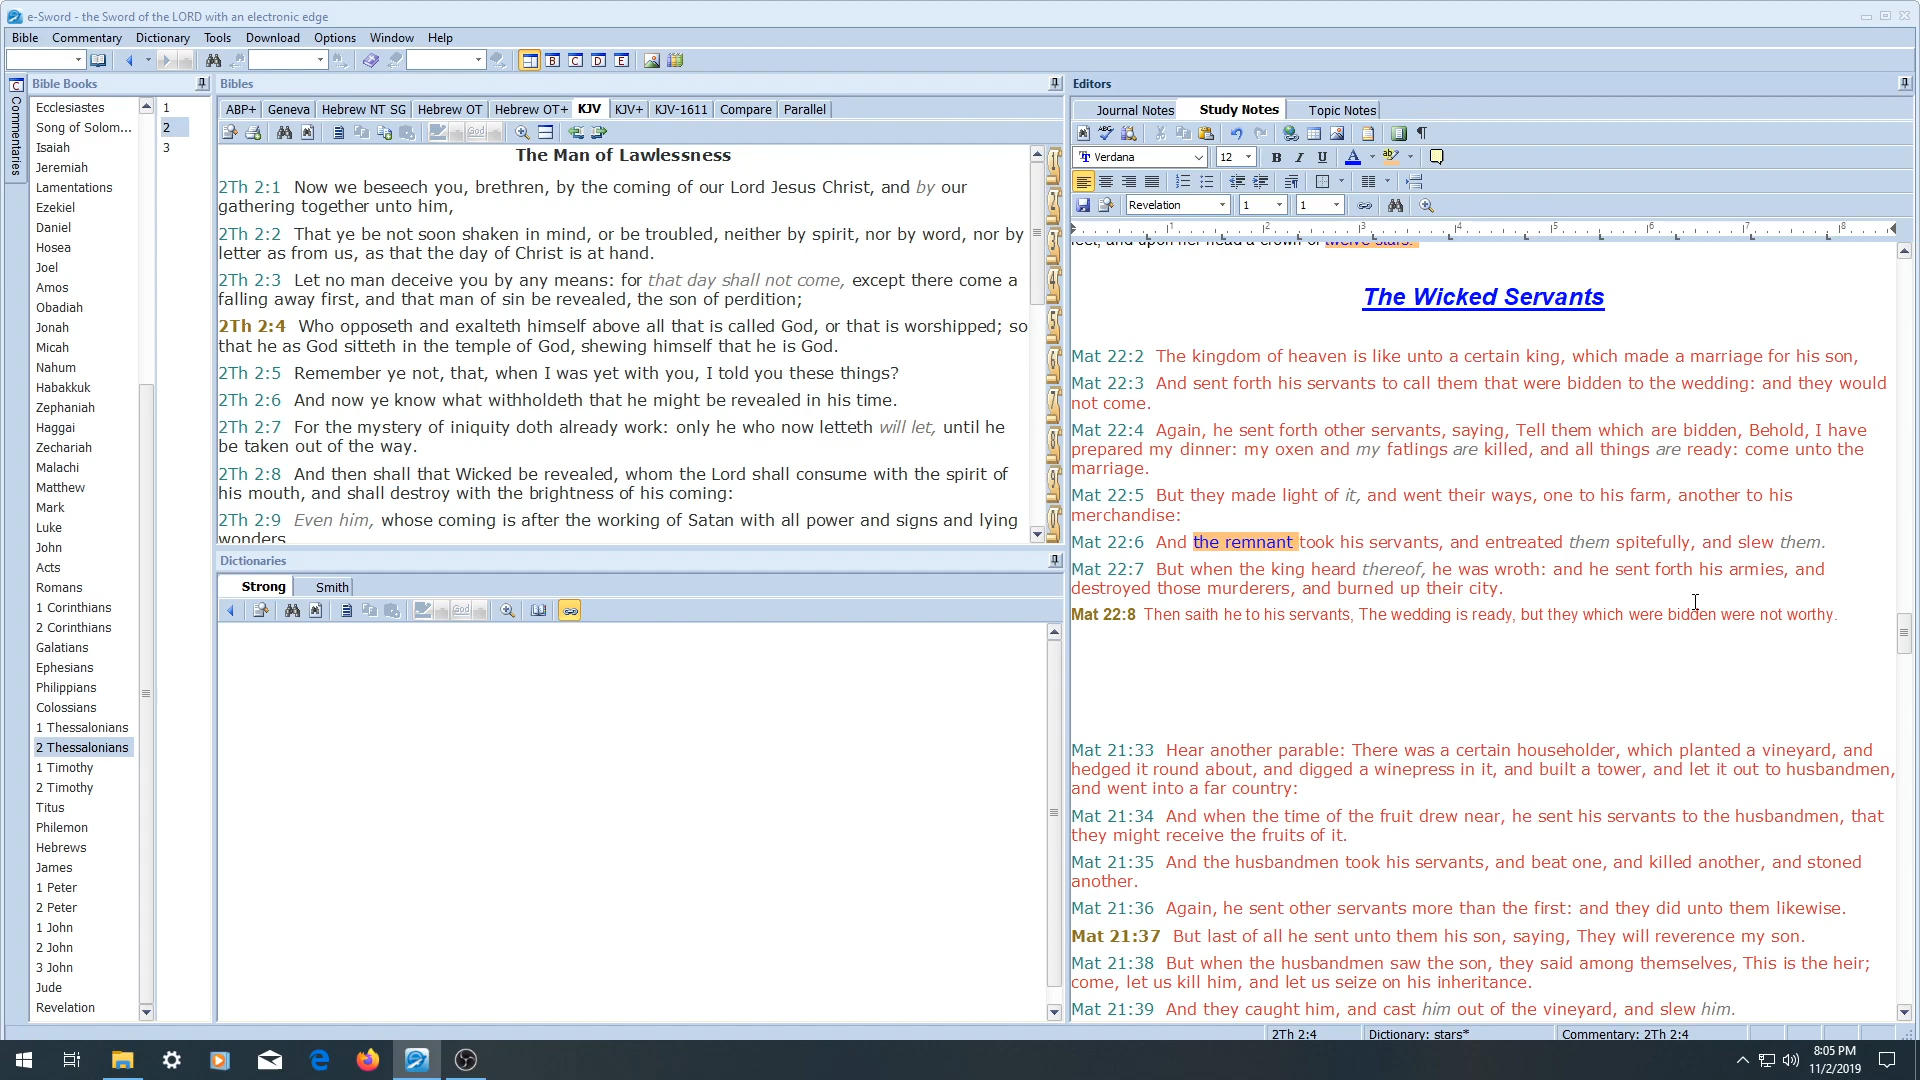 e-Sword - the Sword of the LORD with an electronic edge
Bible Commentary Dictionary Tools Download Options Window Help
B C D E
Commentaries
Bible Books
Ecclesiastes
Song of Solom...
Isaiah
Jeremiah
Lamentations
Ezekiel
Daniel
Hosea
Joel
Amos
Obadiah
Jonah
Micah
Nahum
Habakkuk
Zephaniah
Haggai
Zechariah
Malachi
Matthew
Mark
Luke
John
Acts
Romans
1 Corinthians
2 Corinthians
Galatians
Ephesians
Philippians
Colossians
1 Thessalonians
2 Thessalonians
1 Timothy
2 Timothy
Titus
Philemon
Hebrews
James
1 Peter
2 Peter
1 John
2 John
3 John
Jude
Revelation
1
2
3
Bibles
ABP+ Geneva Hebrew NT SG Hebrew OT Hebrew OT+ KJV KJV+ KJV-1611 Compare Parallel
The Man of Lawlessness
2Th 2:1 Now we beseech you, brethren, by the coming of our Lord Jesus Christ, and by our
gathering together unto him,
2Th 2:2 That ye be not soon shaken in mind, or be troubled, neither by spirit, nor by word, nor by
letter as from us, as that the day of Christ is at hand.
2Th 2:3 Let no man deceive you by any means: for that day shall not come, except there come a
falling away first, and that man of sin be revealed, the son of perdition;
2Th 2:4 Who opposeth and exalteth himself above all that is called God, or that is worshipped; so
that he as God sitteth in the temple of God, shewing himself that he is God.
2Th 2:5 Remember ye not, that, when I was yet with you, I told you these things?
2Th 2:6 And now ye know what withholdeth that he might be revealed in his time.
2Th 2:7 For the mystery of iniquity doth already work: only he who now letteth will let, until he
be taken out of the way.
2Th 2:8 And then shall that Wicked be revealed, whom the Lord shall consume with the spirit of
his mouth, and shall destroy with the brightness of his coming:
2Th 2:9 Even him, whose coming is after the working of Satan with all power and signs and lying
wonders
Dictionaries
Strong Smith
Editors
Journal Notes Study Notes Topic Notes
Verdana 12 B I U A
Revelation 1 1
1 2 3 4 5 6 7 8
feet, and upon her head a crown of twelve stars:
The Wicked Servants
Mat 22:2 The kingdom of heaven is like unto a certain king, which made a marriage for his son,
Mat 22:3 And sent forth his servants to call them that were bidden to the wedding: and they would
not come.
Mat 22:4 Again, he sent forth other servants, saying, Tell them which are bidden, Behold, I have
prepared my dinner: my oxen and my fatlings are killed, and all things are ready: come unto the
marriage.
Mat 22:5 But they made light of it, and went their ways, one to his farm, another to his
merchandise:
Mat 22:6 And the remnant took his servants, and entreated them spitefully, and slew them.
Mat 22:7 But when the king heard thereof, he was wroth: and he sent forth his armies, and
destroyed those murderers, and burned up their city.
Mat 22:8 Then saith he to his servants, The wedding is ready, but they which were bidden were not worthy.
Mat 21:33 Hear another parable: There was a certain householder, which planted a vineyard, and
hedged it round about, and digged a winepress in it, and built a tower, and let it out to husbandmen,
and went into a far country:
Mat 21:34 And when the time of the fruit drew near, he sent his servants to the husbandmen, that
they might receive the fruits of it.
Mat 21:35 And the husbandmen took his servants, and beat one, and killed another, and stoned
another.
Mat 21:36 Again, he sent other servants more than the first: and they did unto them likewise.
Mat 21:37 But last of all he sent unto them his son, saying, They will reverence my son.
Mat 21:38 But when the husbandmen saw the son, they said among themselves, This is the heir;
come, let us kill him, and let us seize on his inheritance.
Mat 21:39 And they caught him, and cast him out of the vineyard, and slew him.
2Th 2:4 Dictionary: stars* Commentary: 2Th 2:4
8:05 PM
11/2/2019